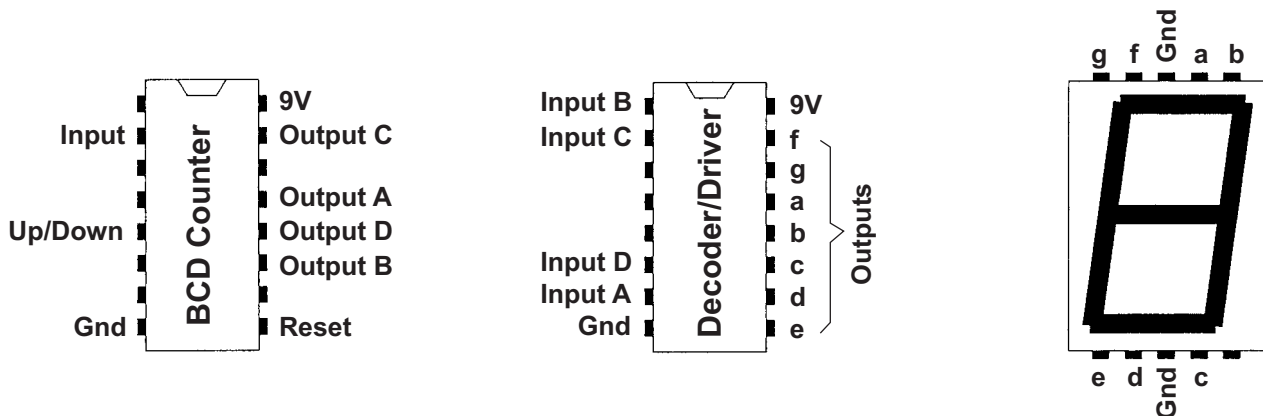 BCD Counter
Input
Up/Down
Gnd
9V
Output C
Output A
Output D
Output B
Reset
Decoder/Driver
Input B
Input C
Input D
Input A
Gnd
9V
f
g
a
b
c
d
e
Outputs
g f Gnd a b
e d Gnd c